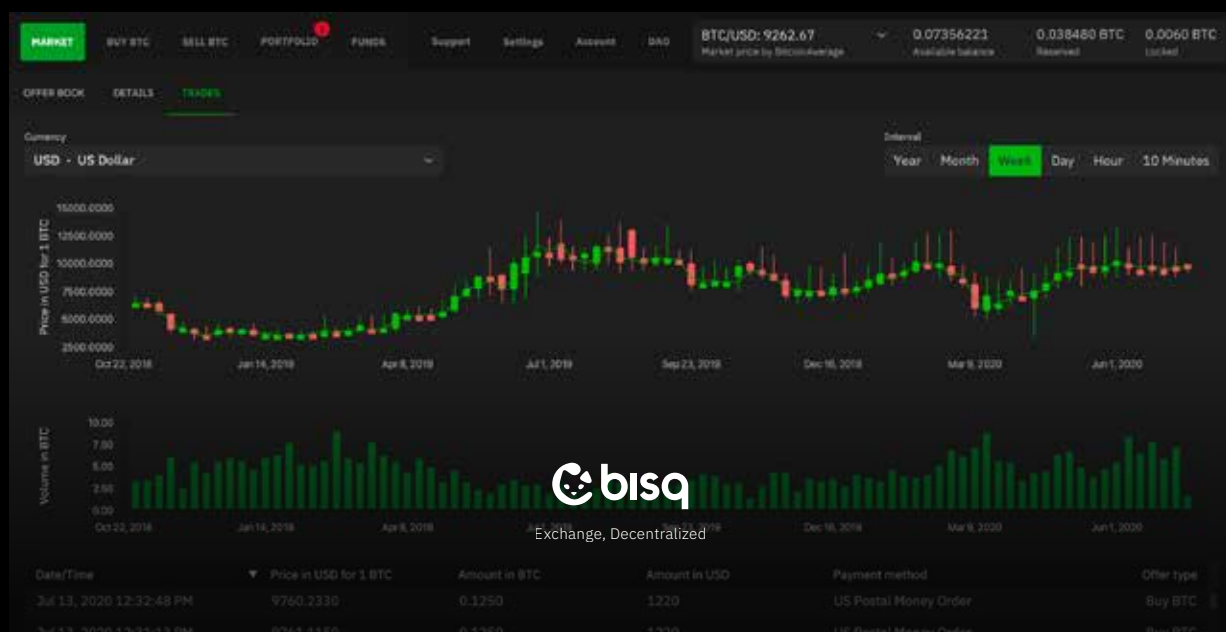 MARKET BUY BTC SELL BTC PORTFOLIO FUNDS Support Settings Account DAO BTC/USD: 9262.67 0.07356221 0.038480 BTC 0.0060 BTC
Market price by BitcoinAverage Available balance Reserved Locked
OFFER BOOK DETAILS TRADES
Currency Interval
USD - US Dollar Year Month Week Day Hour 10 Minutes
Price in USD for 1 BTC
15000.0000
12500.0000
10000.0000
7500.0000
5000.0000
2500.0000
Oct 22, 2018 Jan 14, 2019 Apr 8, 2019 Jul 1, 2019 Sep 23, 2019 Dec 16, 2019 Mar 9, 2020 Jun 1, 2020
Volume in BTC
10.00
7.50
5.00
2.50
0.00
bisq
Oct 22, 2018 Jan 14, 2019 Apr 8, 2019 Jul 1, 2019 Sep 23, 2019 Dec 16, 2019 Mar 9, 2020 Jun 1, 2020
Exchange, Decentralized
Date/Time Price in USD for 1 BTC Amount in BTC Amount in USD Payment method Offer type
Jul 13, 2020 12:32:48 PM 9760.2330 0.1250 1220 US Postal Money Order Buy BTC